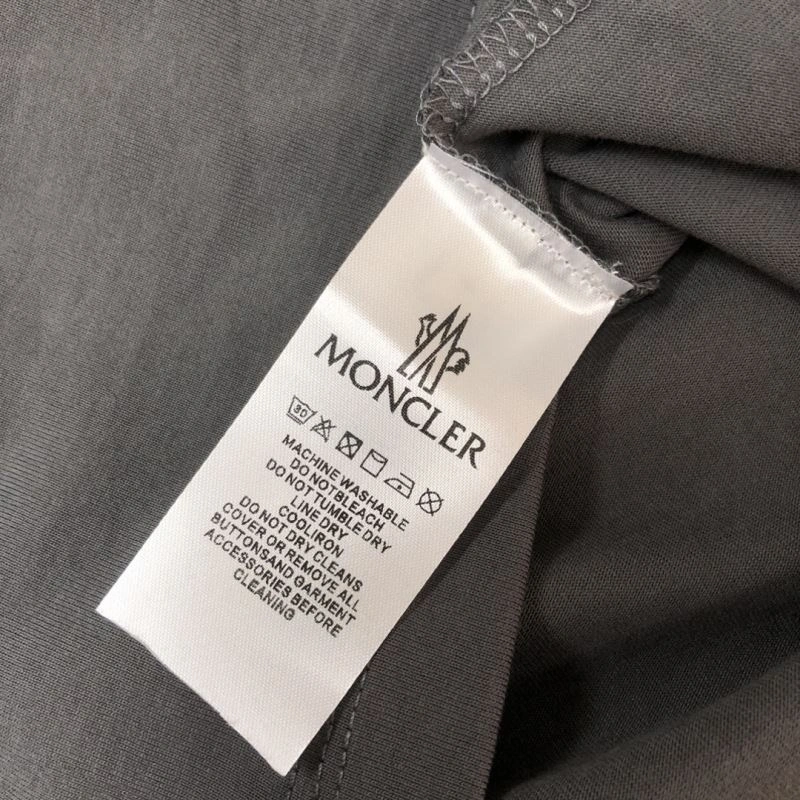 MONCLER
30
MACHINE WASHABLE
DO NOTBLEACH
DO NOT TUMBLE DRY
LINE DRY
COOLIRON
DO NOT DRY CLEANS
COVER OR REMOVE ALL
BUTTONSAND GARMENT
ACCESSORIES BEFORE
CLEANING